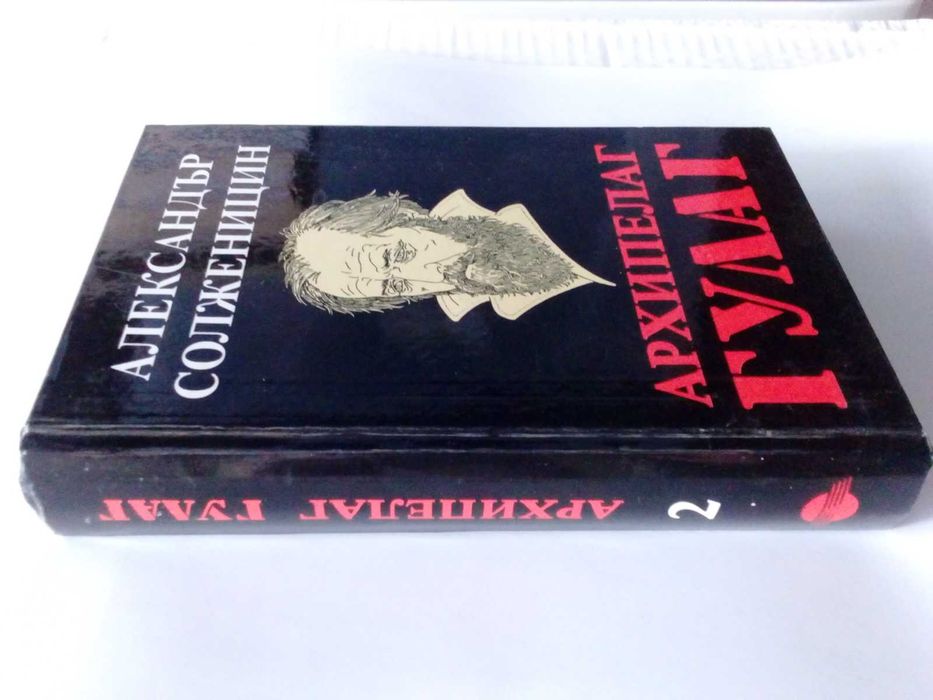 АЛЕКСАНДЪР
СОЛЖЕНИЦИН
АРХИПЕЛАГ
ГУЛАГ
АРХИПЕЛАГ ГУЛАГ
2